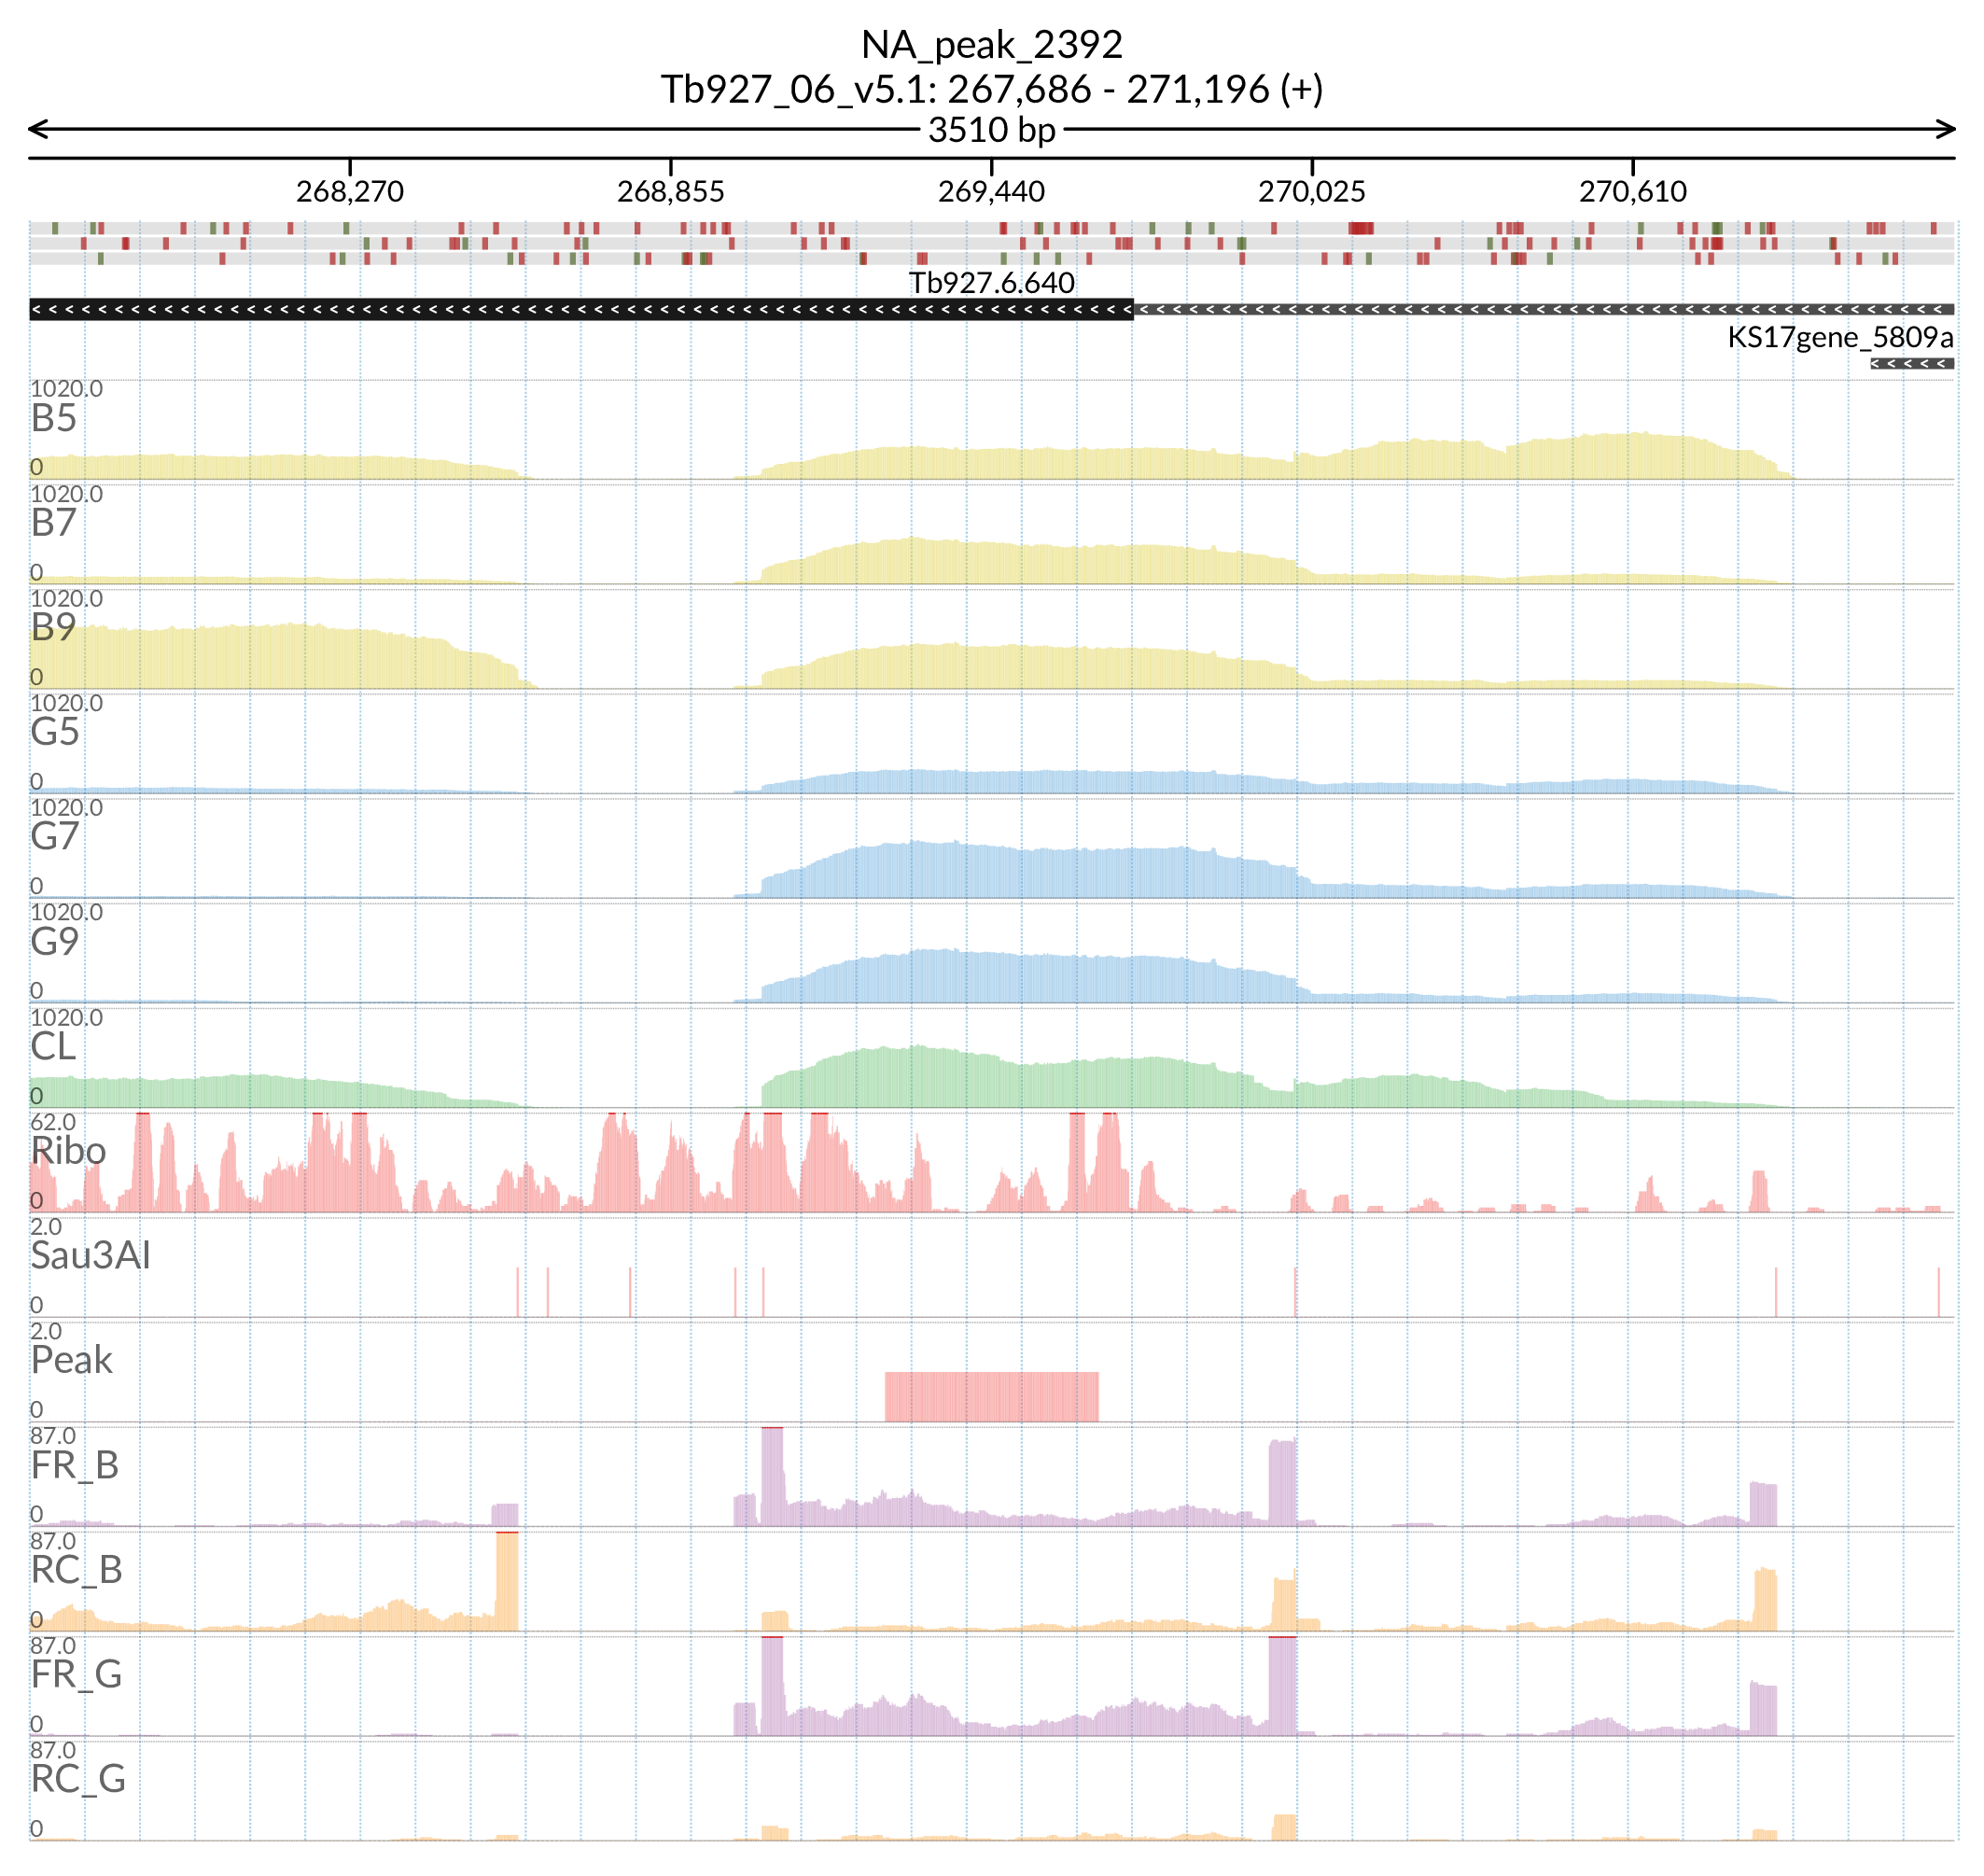 NA_peak_2392
Tb927_06_v5.1: 267,686 - 271,196 (+)
3510 bp
268,270 268,855 269,440 270,025 270,610
Tb927.6.640
KS17gene_5809a
1020.0
B5
0
1020.0
B7
0
1020.0
B9
0
1020.0
G5
0
1020.0
G7
0
1020.0
G9
0
1020.0
CL
0
62.0
Ribo
0
2.0
Sau3AI
0
2.0
Peak
0
87.0
FR_B
0
87.0
RC_B
0
87.0
FR_G
0
87.0
RC_G
0